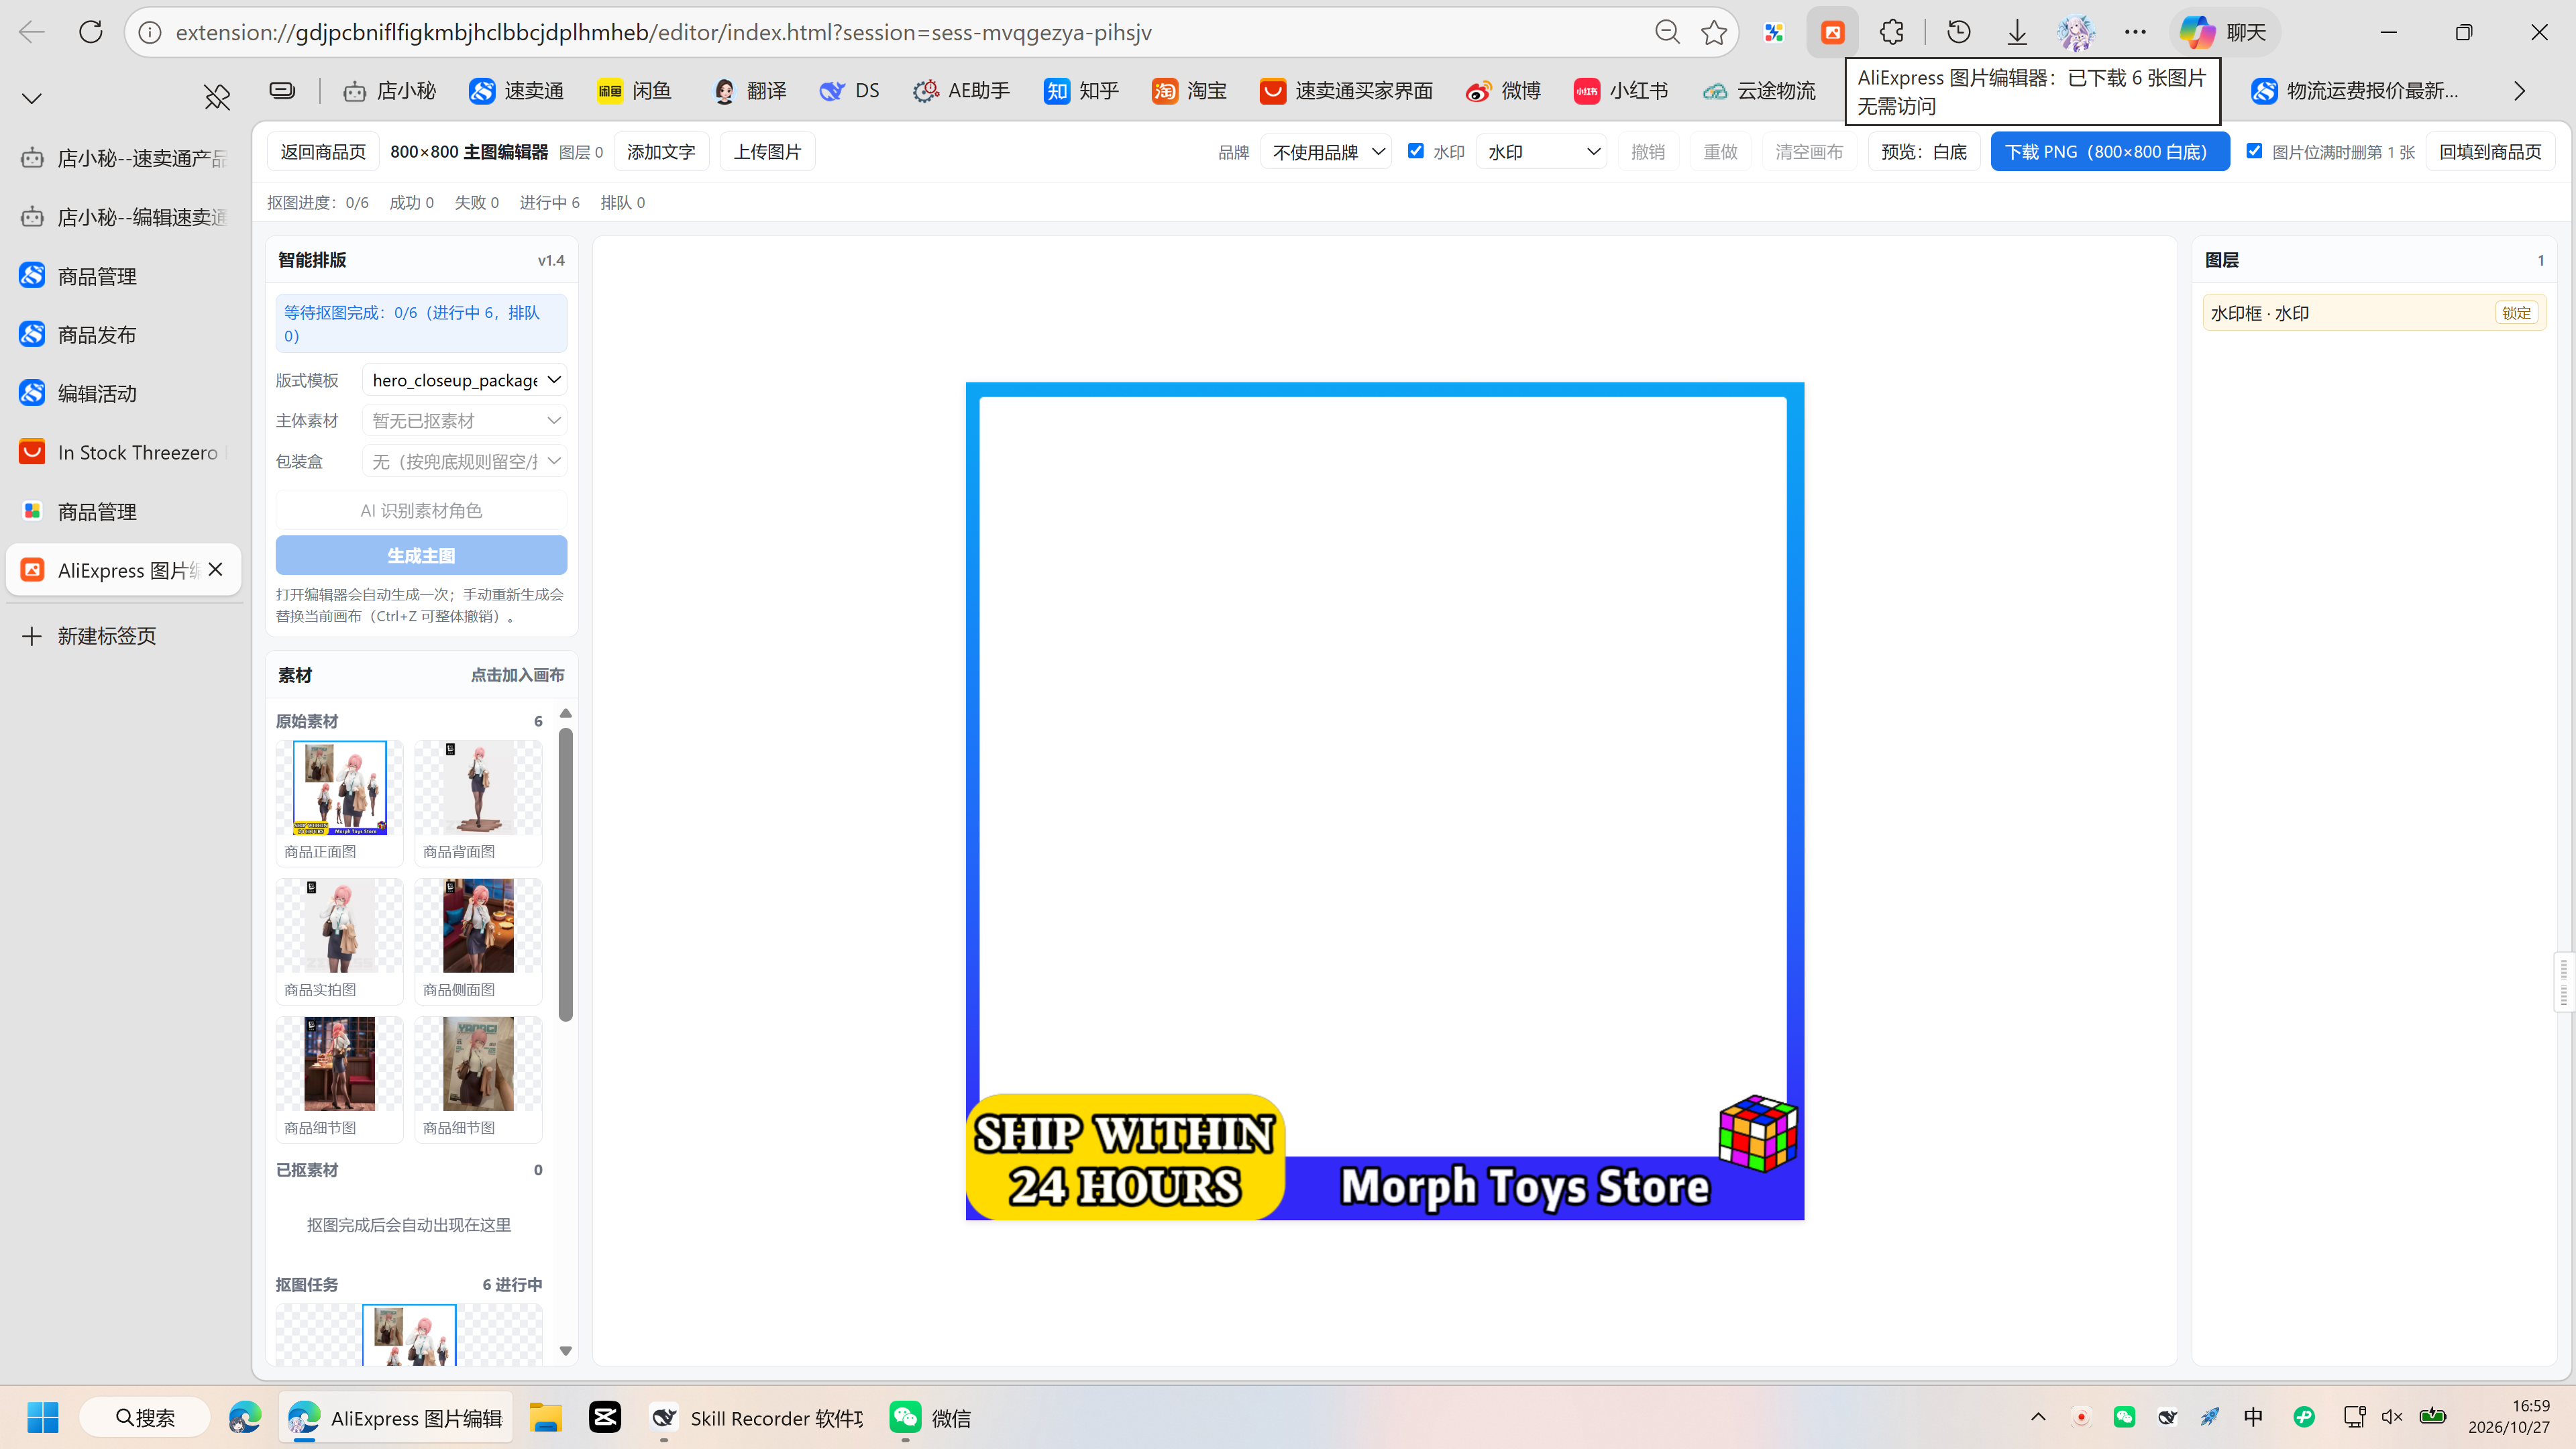 extension://gdjpcbniflfigkmbjhclbbcjdplhmheb/editor/index.html?session=sess-mvqgezya-pihsjv
聊天
店小秘
速卖通
闲鱼
翻译
DS
AE助手
知乎
淘宝
速卖通买家界面
微博
小红书
云途物流
AliExpress 图片编辑器：已下载 6 张图片
无需访问
物流运费报价最新...
店小秘--速卖通产品
店小秘--编辑速卖通
商品管理
商品发布
编辑活动
In Stock Threezero
商品管理
AliExpress 图片编
新建标签页
返回商品页
800×800 主图编辑器
图层 0
添加文字
上传图片
品牌
不使用品牌
水印
水印
撤销
重做
清空画布
预览：白底
下载 PNG（800×800 白底）
图片位满时删第 1 张
回填到商品页
抠图进度：0/6
成功 0
失败 0
进行中 6
排队 0
智能排版
v1.4
等待抠图完成：0/6（进行中 6，排队
0）
版式模板
hero_closeup_package
主体素材
暂无已抠素材
包装盒
无（按兜底规则留空/
AI 识别素材角色
生成主图
打开编辑器会自动生成一次；手动重新生成会
替换当前画布（Ctrl+Z 可整体撤销）。
素材
点击加入画布
原始素材
6
SHIP WITHIN
24 HOURS
Morph Toys Store
商品正面图
商品背面图
商品实拍图
商品侧面图
YANAGI
商品细节图
商品细节图
已抠素材
0
抠图完成后会自动出现在这里
抠图任务
6 进行中
SHIP WITHIN
24 HOURS
Morph Toys Store
图层
1
水印框 · 水印
锁定
搜索
AliExpress 图片编辑
Skill Recorder 软件
微信
中
16:59
2026/10/27